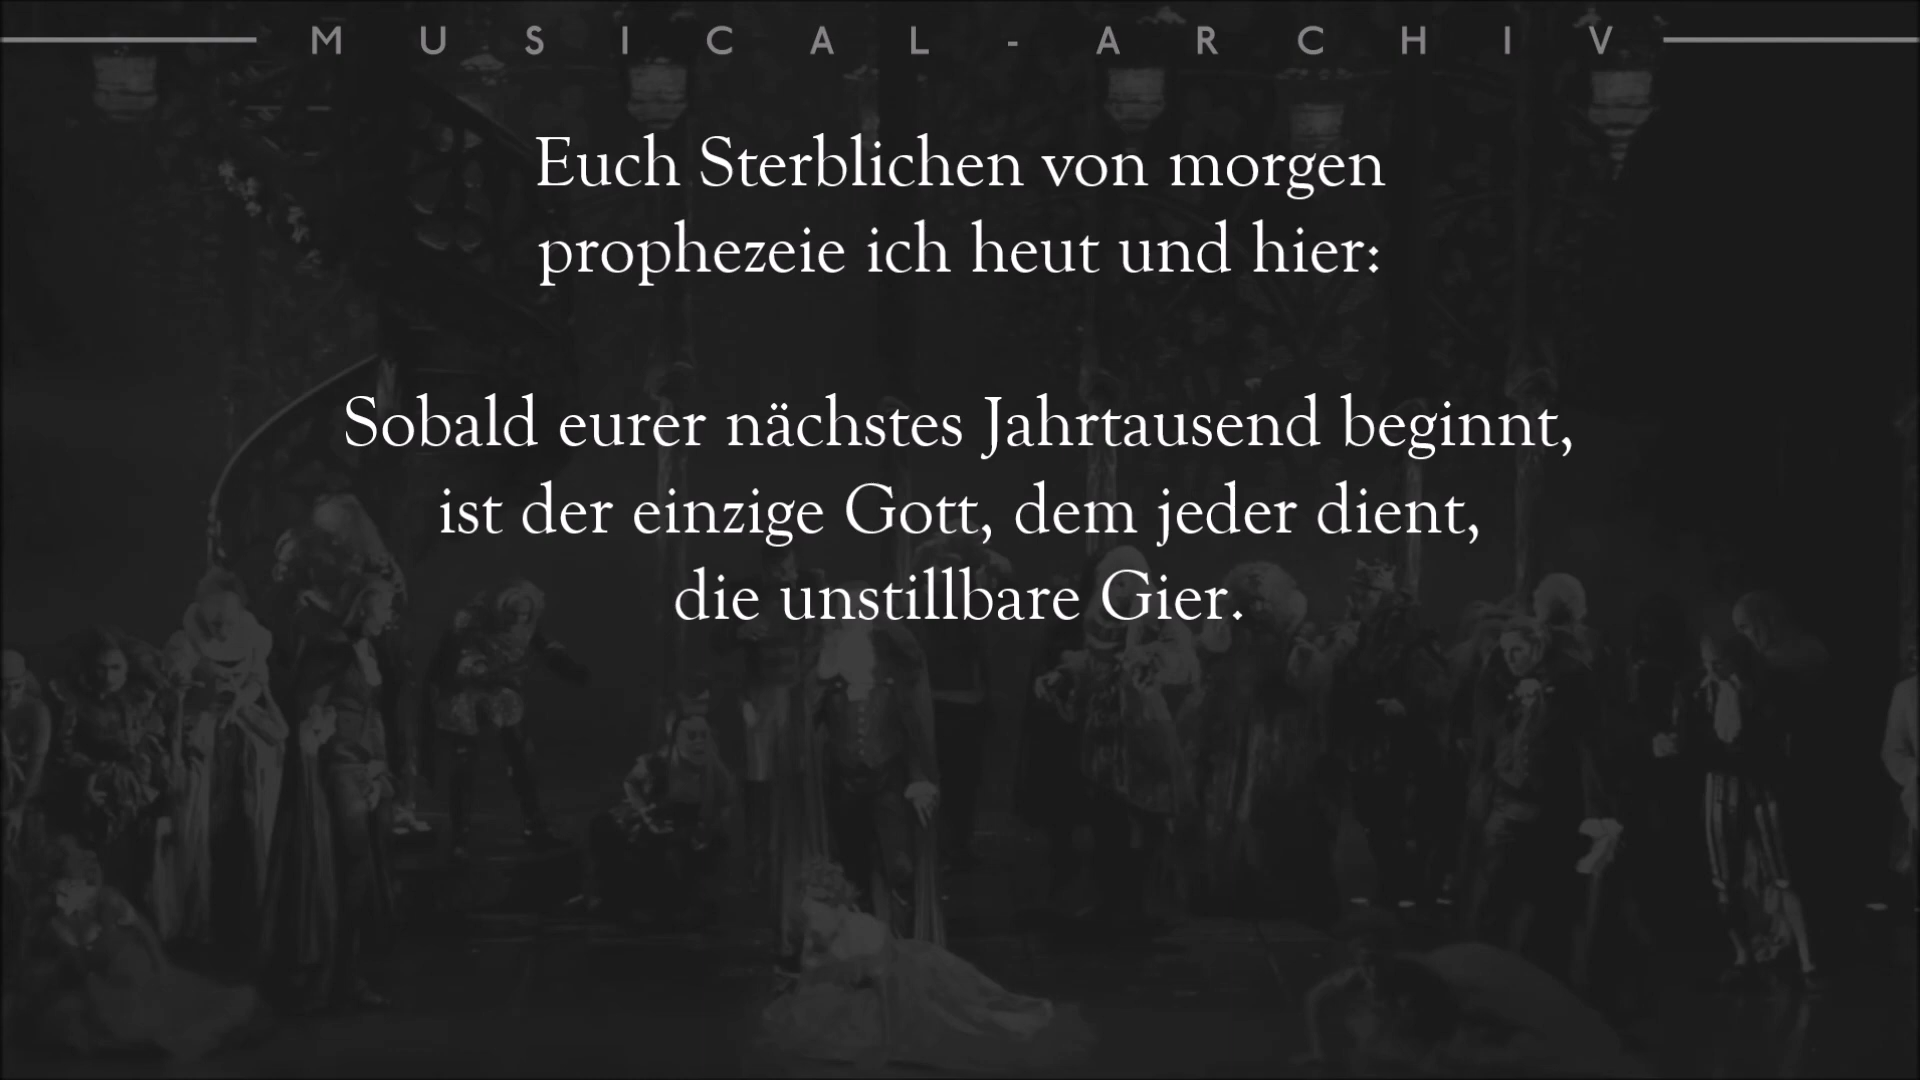 MUSICAL-ARCHIV
Euch Sterblichen von morgen
prophezeie ich heut und hier:
Sobald eurer nächstes Jahrtausend beginnt,
ist der einzige Gott, dem jeder dient,
die unstillbare Gier.